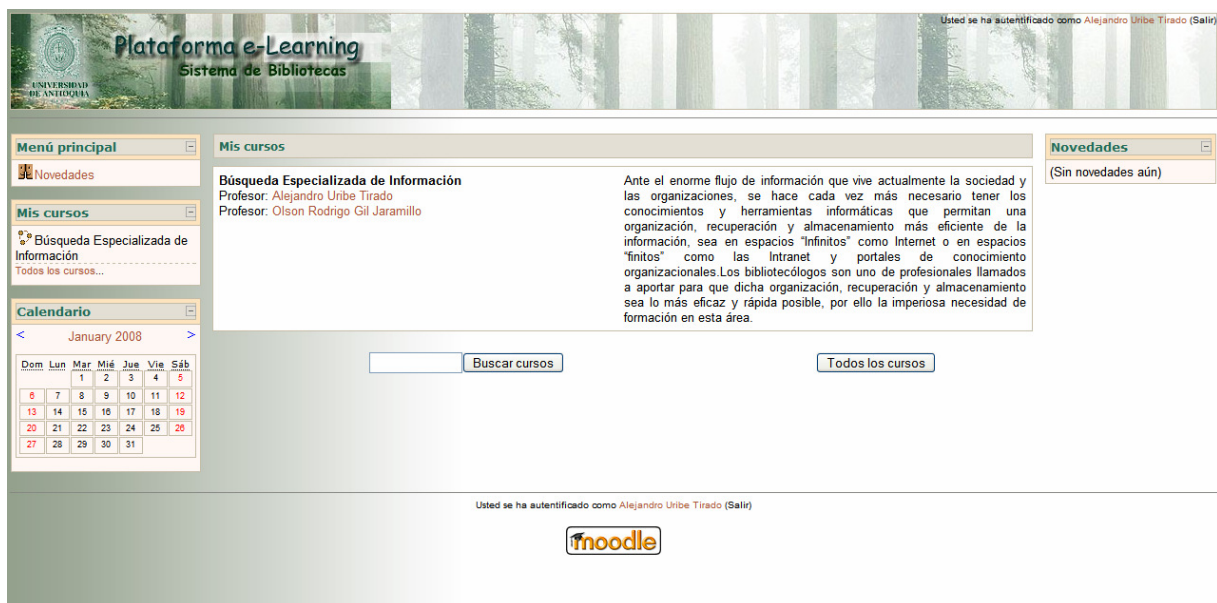 Usted se ha autentificado como Alejandro Uribe Tirado (Salir)
Plataforma e-Learning
Sistema de Bibliotecas
UNIVERSIDAD
DE ANTIOQUIA
Menú principal
Novedades
Mis cursos
Búsqueda Especializada de
Información
Todos los cursos...
Calendario
< January 2008 >
Dom Lun Mar Mié Jue Vie Sáb
1 2 3 4 5
6 7 8 9 10 11 12
13 14 15 16 17 18 19
20 21 22 23 24 25 26
27 28 29 30 31
Mis cursos
Búsqueda Especializada de Información
Profesor: Alejandro Uribe Tirado
Profesor: Olson Rodrigo Gil Jaramillo
Ante el enorme flujo de información que vive actualmente la sociedad y
las organizaciones, se hace cada vez más necesario tener los
conocimientos y herramientas informáticas que permitan una
organización, recuperación y almacenamiento más eficiente de la
información, sea en espacios “Infinitos” como Internet o en espacios
“finitos” como las Intranet y portales de conocimiento
organizacionales.Los bibliotecólogos son uno de profesionales llamados
a aportar para que dicha organización, recuperación y almacenamiento
sea lo más eficaz y rápida posible, por ello la imperiosa necesidad de
formación en esta área.
Buscar cursos
Todos los cursos
Novedades
(Sin novedades aún)
Usted se ha autentificado como Alejandro Uribe Tirado (Salir)
moodle